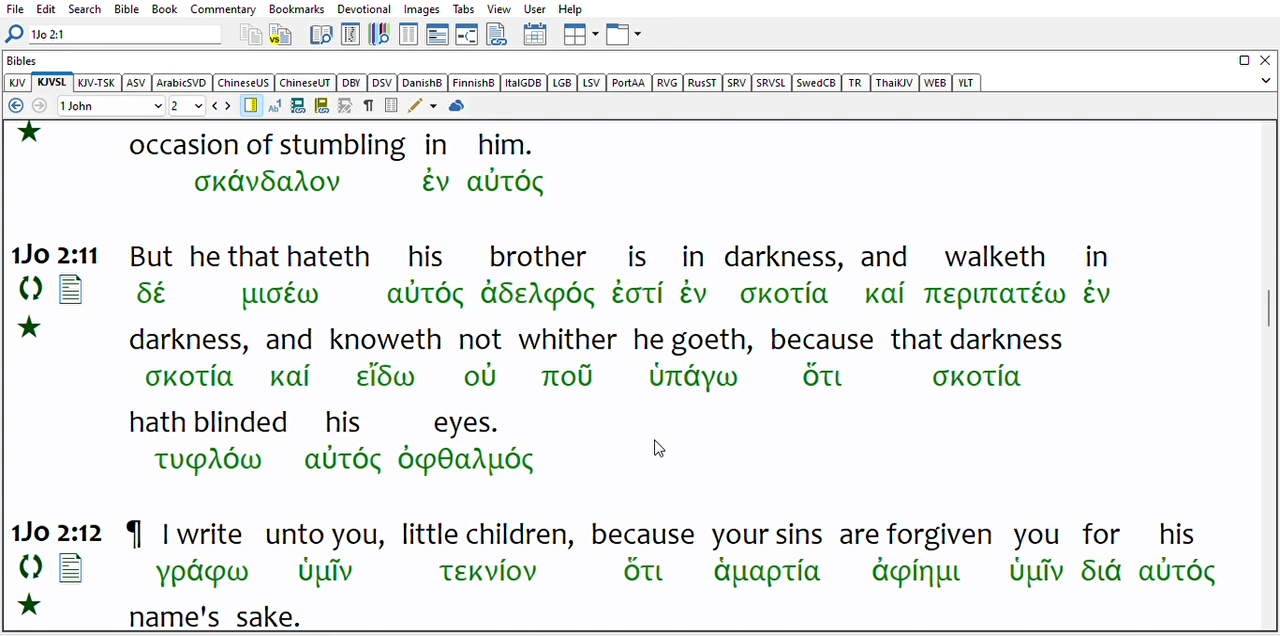 File Edit Search Bible Book Commentary Bookmarks Devotional Images Tabs View User Help
1Jo 2:1
Bibles
KJV KJVSL KJV-TSK ASV ArabicSVD ChineseUS ChineseUT DBY DSV DanishB FinnishB ItalGDB LGB LSV PortAA RVG RusST SRV SRVSL SwedCB TR ThaiKJV WEB YLT
1 John 2
occasion of stumbling in him.
σκάνδαλον ἐν αὐτός
1Jo 2:11 But he that hateth his brother is in darkness, and walketh in
δέ μισέω αὐτός ἀδελφός ἐστί ἐν σκοτία καί περιπατέω ἐν
darkness, and knoweth not whither he goeth, because that darkness
σκοτία καί εἴδω οὐ ποῦ ὑπάγω ὅτι σκοτία
hath blinded his eyes.
τυφλόω αὐτός ὀφθαλμός
1Jo 2:12 ¶ I write unto you, little children, because your sins are forgiven you for his
γράφω ὑμῖν τεκνίον ὅτι ἁμαρτία ἀφίημι ὑμῖν διά αὐτός
name's sake.